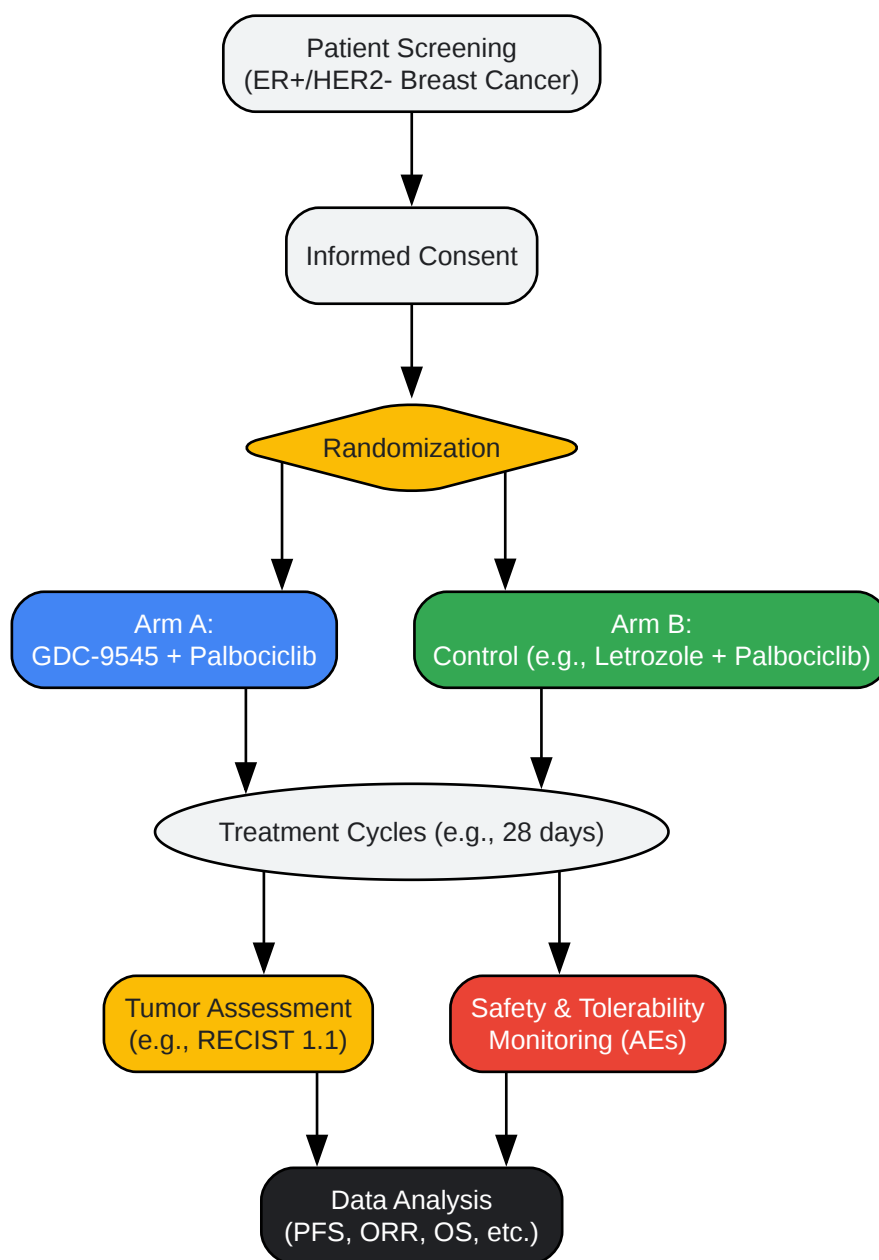 Patient Screening
(ER+/HER2- Breast Cancer)
Informed Consent
Randomization
Arm A:
GDC-9545 + Palbociclib
Arm B:
Control (e.g., Letrozole + Palbociclib)
Treatment Cycles (e.g., 28 days)
Tumor Assessment
(e.g., RECIST 1.1)
Safety & Tolerability
Monitoring (AEs)
Data Analysis
(PFS, ORR, OS, etc.)